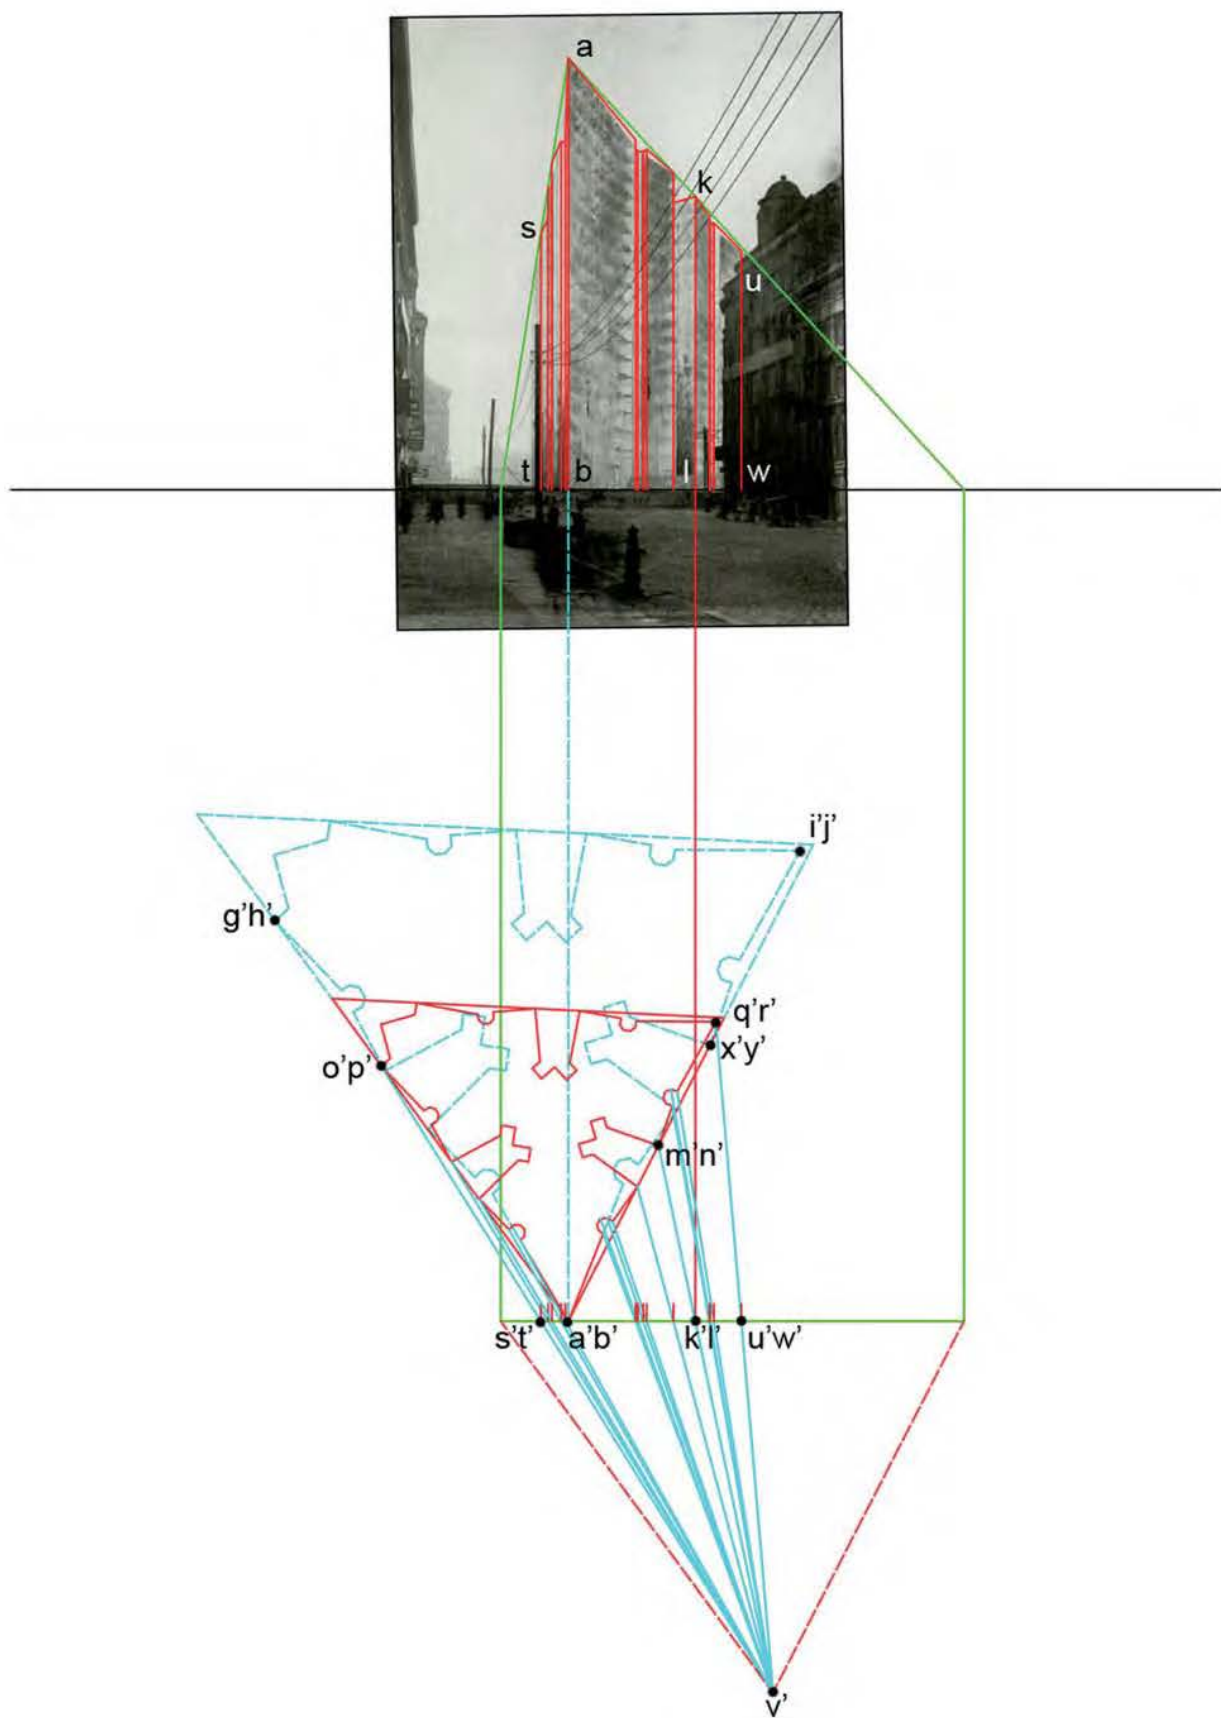 a
k
s
u
t b l w
i'j'
g'h'
q'r'
x'y'
o'p'
m'n'
s't' a'b' k'l' u'w'
v'